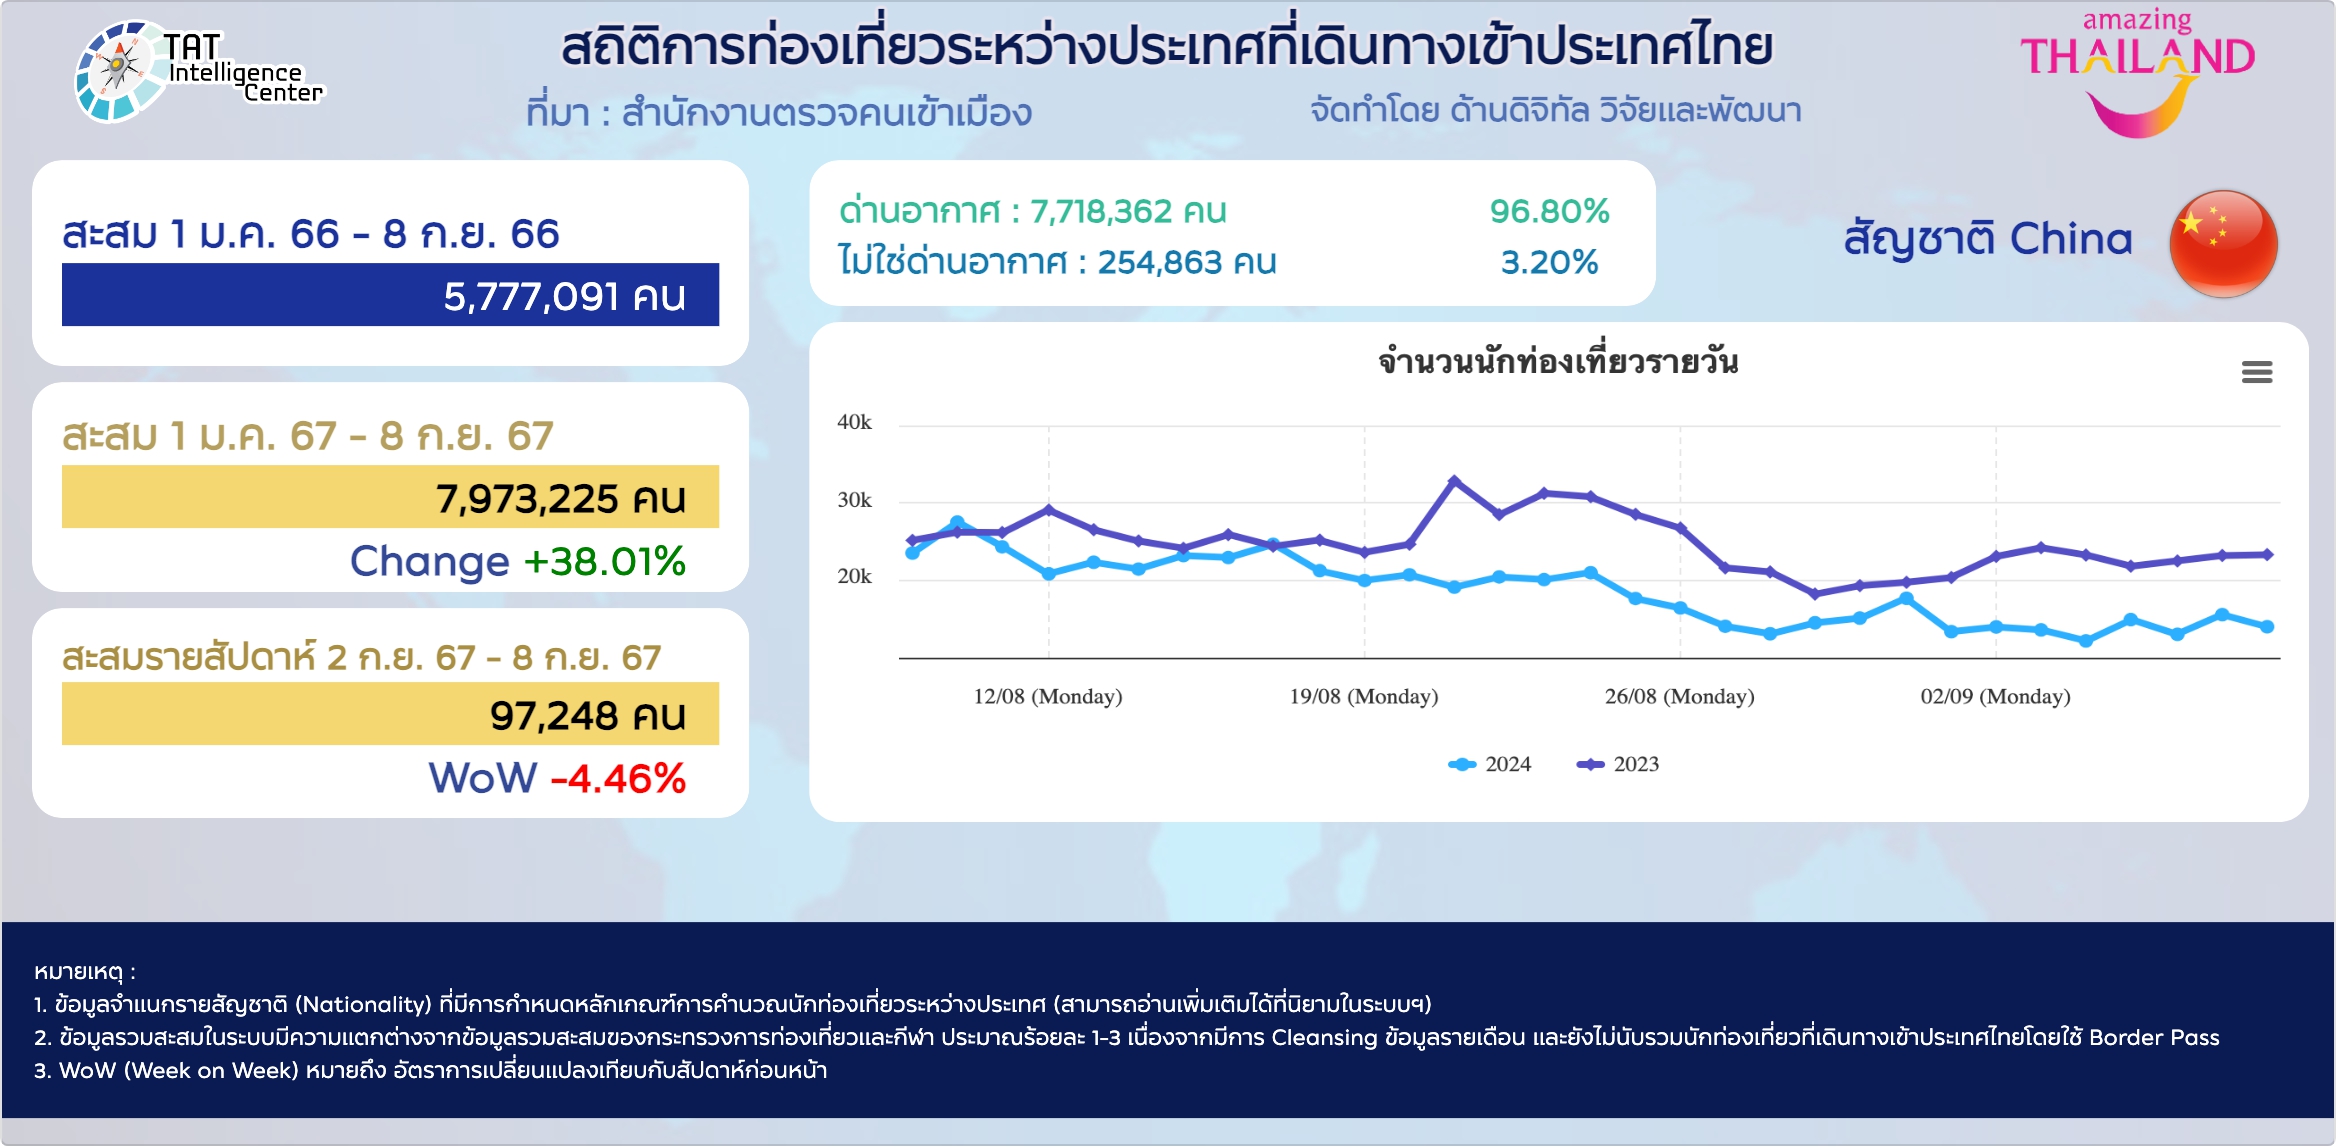 TAT
Intelligence
Center
สถิติการท่องเที่ยวระหว่างประเทศที่เดินทางเข้าประเทศไทย
ที่มา : สำนักงานตรวจคนเข้าเมือง
จัดทำโดย ด้านดิจิทัล วิจัยและพัฒนา
amazing
THAILAND
สะสม 1 ม.ค. 66 - 8 ก.ย. 66
5,777,091 คน
สะสม 1 ม.ค. 67 - 8 ก.ย. 67
7,973,225 คน
Change +38.01%
สะสมรายสัปดาห์ 2 ก.ย. 67 - 8 ก.ย. 67
97,248 คน
WoW -4.46%
ด่านอากาศ : 7,718,362 คน 96.80%
ไม่ใช่ด่านอากาศ : 254,863 คน 3.20%
สัญชาติ China
จำนวนนักท่องเที่ยวรายวัน
40k
30k
20k
12/08 (Monday) 19/08 (Monday) 26/08 (Monday) 02/09 (Monday)
2024 2023
หมายเหตุ :
1. ข้อมูลจำแนกรายสัญชาติ (Nationality) ที่มีการกำหนดหลักเกณฑ์การคำนวณนักท่องเที่ยวระหว่างประเทศ (สามารถอ่านเพิ่มเติมได้ที่นิยามในระบบฯ)
2. ข้อมูลรวมสะสมในระบบมีความแตกต่างจากข้อมูลรวมสะสมของกระทรวงการท่องเที่ยวและกีฬา ประมาณร้อยละ 1-3 เนื่องจากมีการ Cleansing ข้อมูลรายเดือน และยังไม่นับรวมนักท่องเที่ยวที่เดินทางเข้าประเทศไทยโดยใช้ Border Pass
3. WoW (Week on Week) หมายถึง อัตราการเปลี่ยนแปลงเทียบกับสัปดาห์ก่อนหน้า